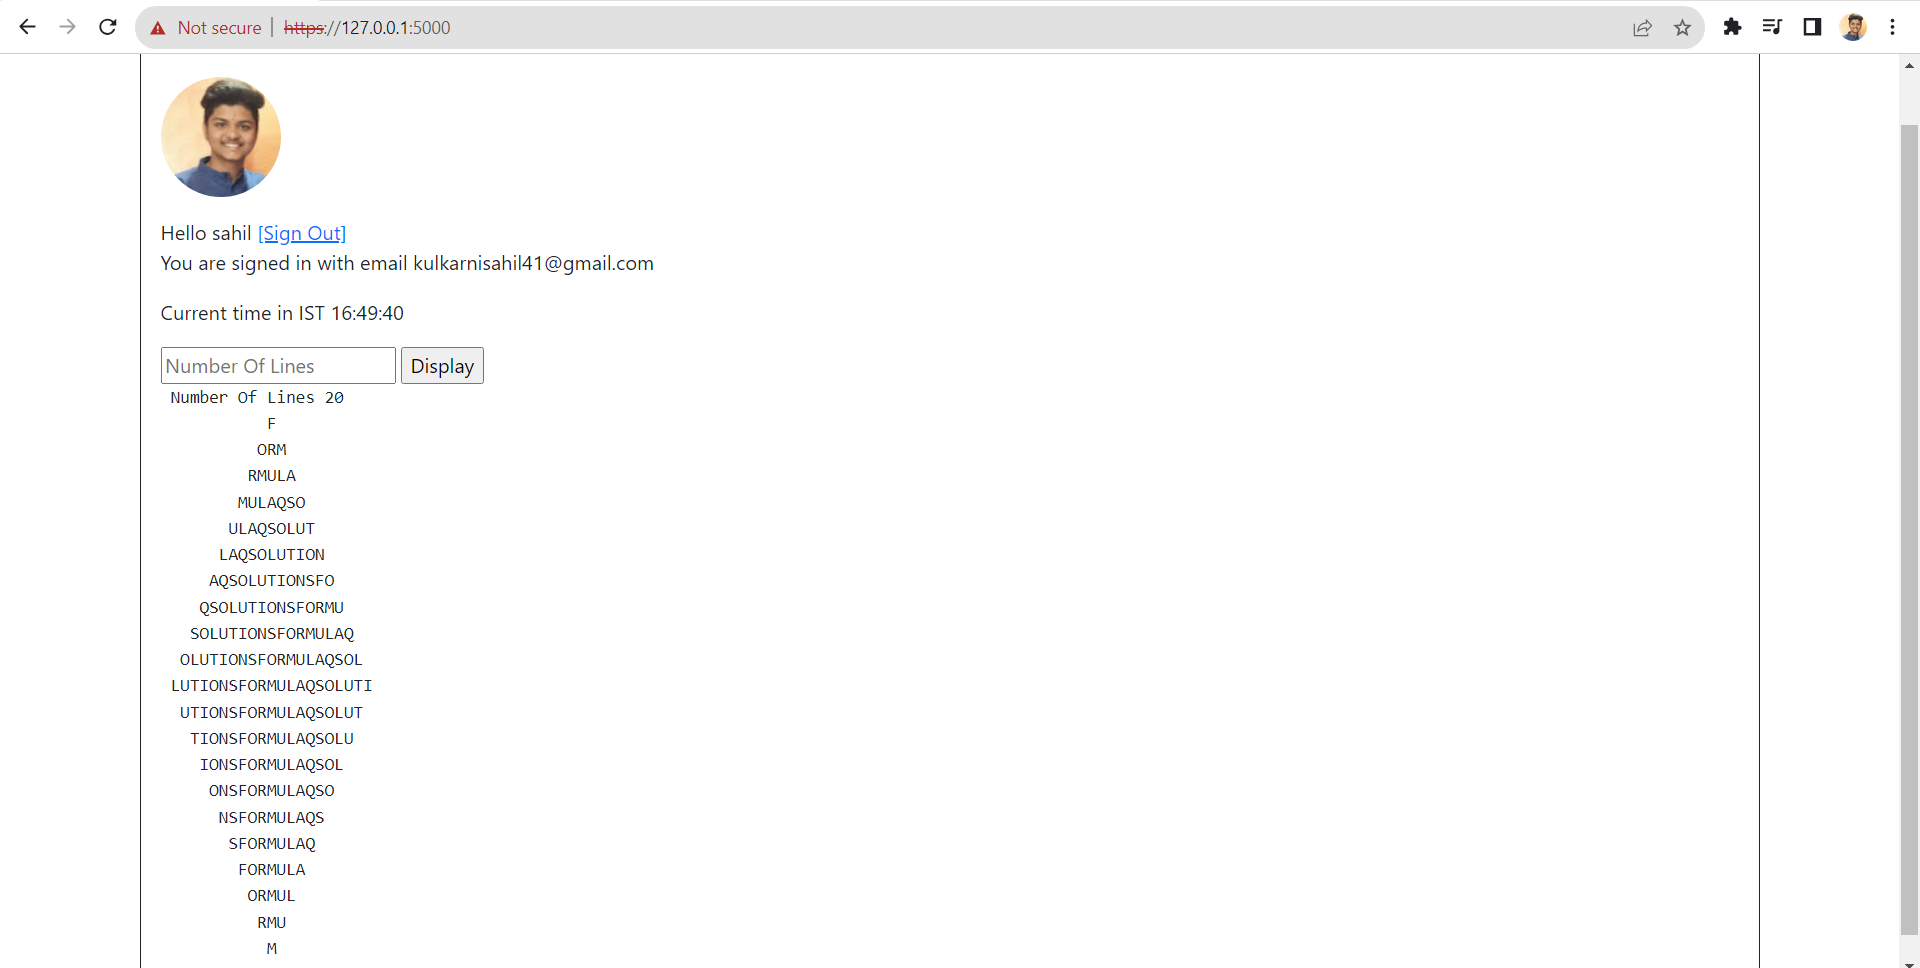 Not secure | https://127.0.0.1:5000
Hello sahil [Sign Out]
You are signed in with email kulkarnisahil41@gmail.com
Current time in IST 16:49:40
Number Of Lines Display
Number Of Lines 20
F
ORM
RMULA
MULAQSO
ULAQSOLUT
LAQSOLUTION
AQSOLUTIONSFO
QSOLUTIONSFORMU
SOLUTIONSFORMULAQ
OLUTIONSFORMULAQSOL
LUTIONSFORMULAQSOLUTI
UTIONSFORMULAQSOLUT
TIONSFORMULAQSOLU
IONSFORMULAQSOL
ONSFORMULAQSO
NSFORMULAQS
SFORMULAQ
FORMULA
ORMUL
RMU
M